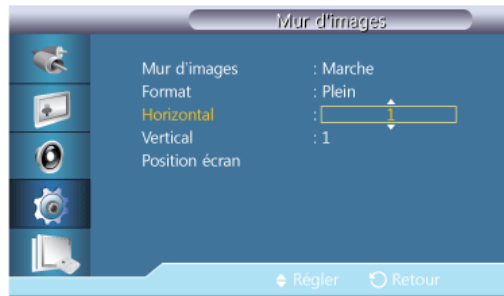 Mur d'images
Mur d'images : Marche
Format : Plein
Horizontal : 1
Vertical : 1
Position écran
Régler Retour